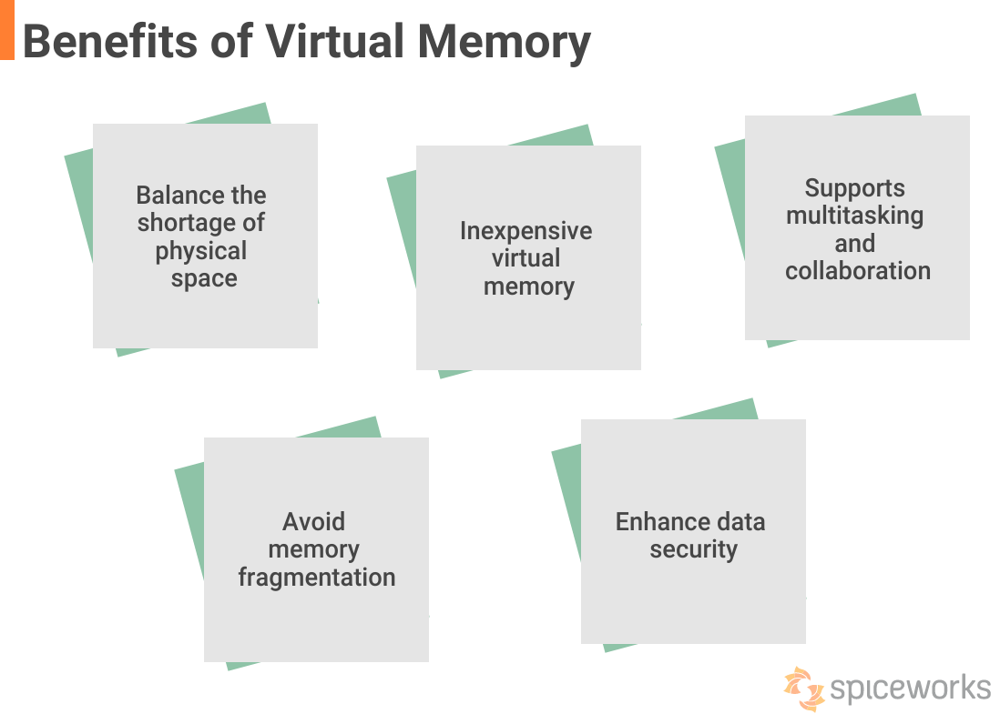 Benefits of Virtual Memory
Balance the
shortage of
physical
space
Inexpensive
virtual
memory
Supports
multitasking
and
collaboration
Avoid
memory
fragmentation
Enhance data
security
spiceworks